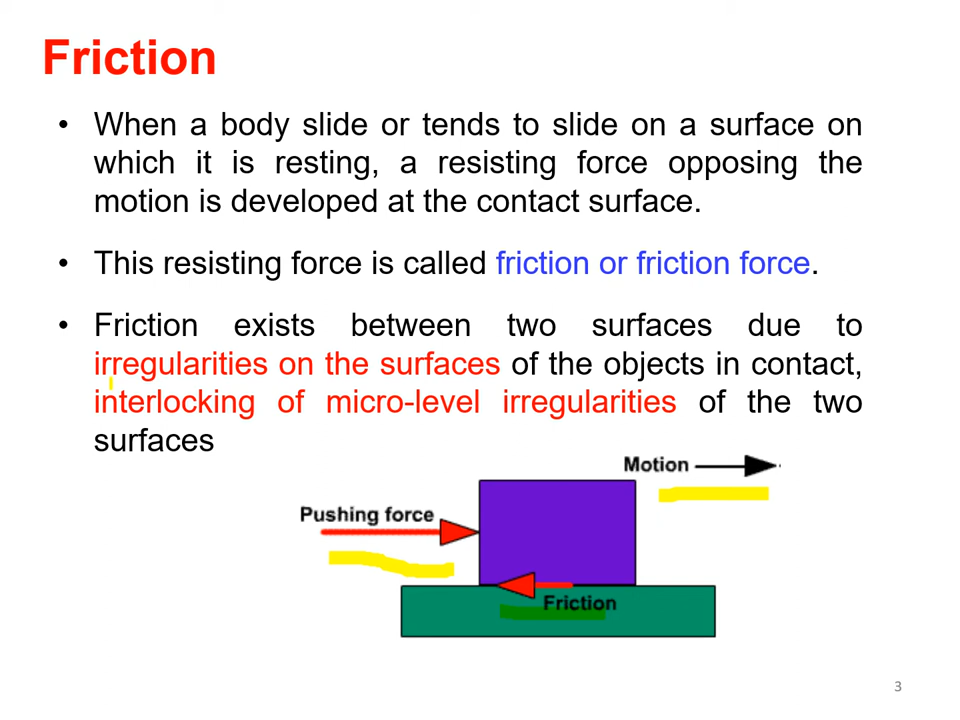 Friction
• When a body slide or tends to slide on a surface on
which it is resting, a resisting force opposing the
motion is developed at the contact surface.
• This resisting force is called friction or friction force.
• Friction exists between two surfaces due to
irregularities on the surfaces of the objects in contact,
interlocking of micro-level irregularities of the two
surfaces
Motion
Pushing force
Friction
3